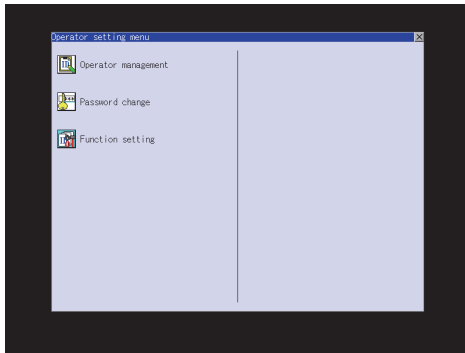 Operator setting menu
Operator management
Password change
Function setting